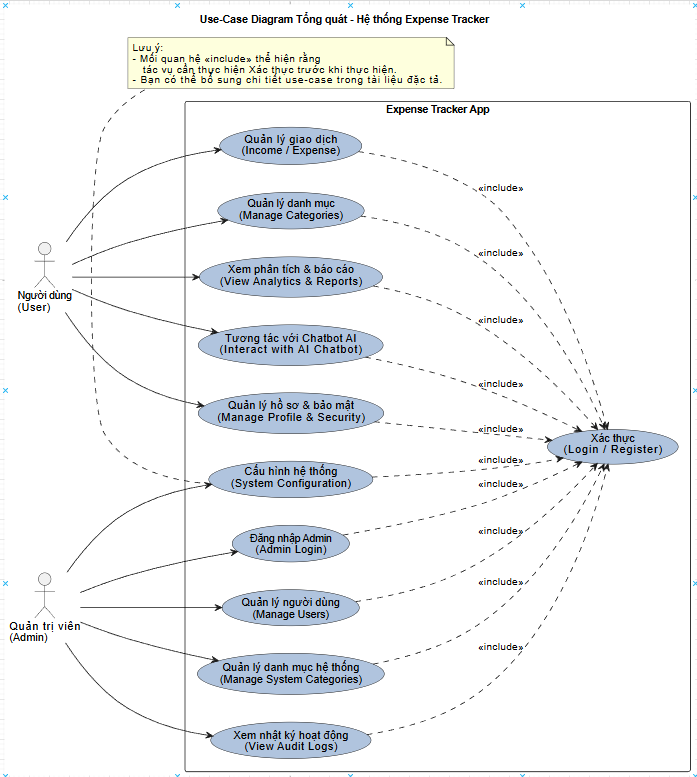 Use-Case Diagram Tổng quát - Hệ thống Expense Tracker
Lưu ý:
- Mối quan hệ «include» thể hiện rằng
tác vụ cần thực hiện Xác thực trước khi thực hiện.
- Bạn có thể bổ sung chi tiết use-case trong tài liệu đặc tả.
Expense Tracker App
Quản lý giao dịch
(Income / Expense)
«include»
Quản lý danh mục
(Manage Categories)
«include»
Xem phân tích & báo cáo
(View Analytics & Reports)
Người dùng
(User)
«include»
Tương tác với Chatbot AI
(Interact with AI Chatbot)
«include»
Quản lý hồ sơ & bảo mật
(Manage Profile & Security)
«include»
Xác thực
(Login / Register)
«include»
Cấu hình hệ thống
(System Configuration)
«include»
Đăng nhập Admin
(Admin Login)
«include»
«include»
Quản lý người dùng
(Manage Users)
Quản trị viên
(Admin)
«include»
Quản lý danh mục hệ thống
(Manage System Categories)
Xem nhật ký hoạt động
(View Audit Logs)